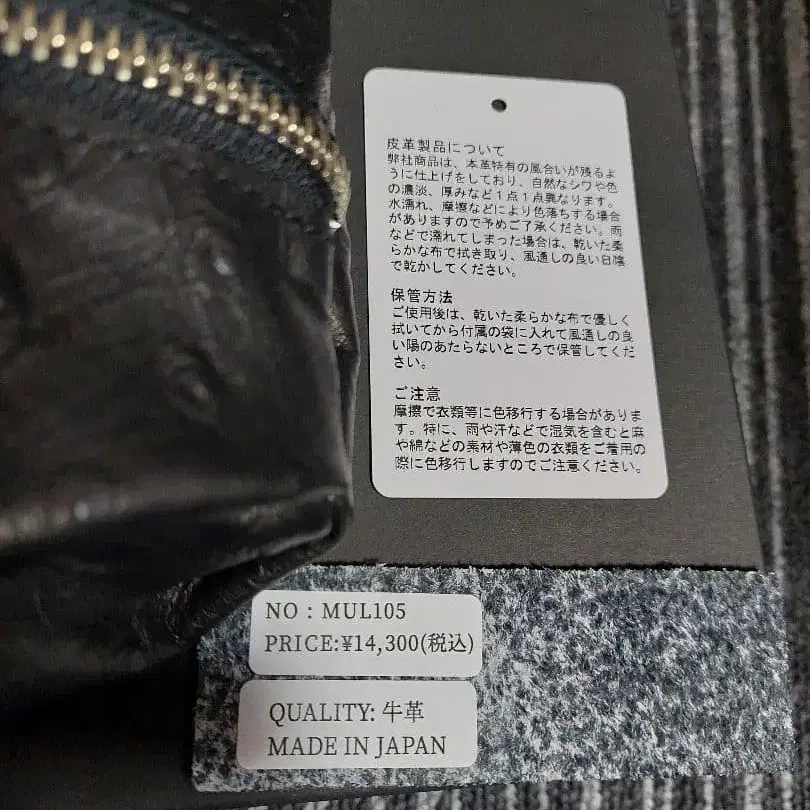 皮革製品について
弊社商品は、本革特有の風合いが残るよ
うに仕上げをしており、自然なシワや色
の濃淡、厚みなど1点1点異なります。
水濡れ、摩擦などにより色落ちする場合
がありますので予めご了承ください。雨
などで濡れてしまった場合は、乾いた柔
らかな布で拭き取り、風通しの良い日陰
で乾かしてください。
保管方法
ご使用後は、乾いた柔らかな布で優しく
拭いてから付属の袋に入れて風通しの良
い陽のあたらないところで保管してくだ
さい。
ご注意
摩擦で衣類等に色移行する場合がありま
す。特に、雨や汗などで湿気を含むと麻
や綿などの素材や薄色の衣類をご着用の
際に色移行しますのでご注意ください。
NO : MUL105
PRICE:¥14,300(税込)
QUALITY: 牛革
MADE IN JAPAN